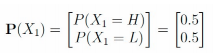 P(X₁) = [P(X₁ = H) P(X₁ = L)] = [0.5 0.5]